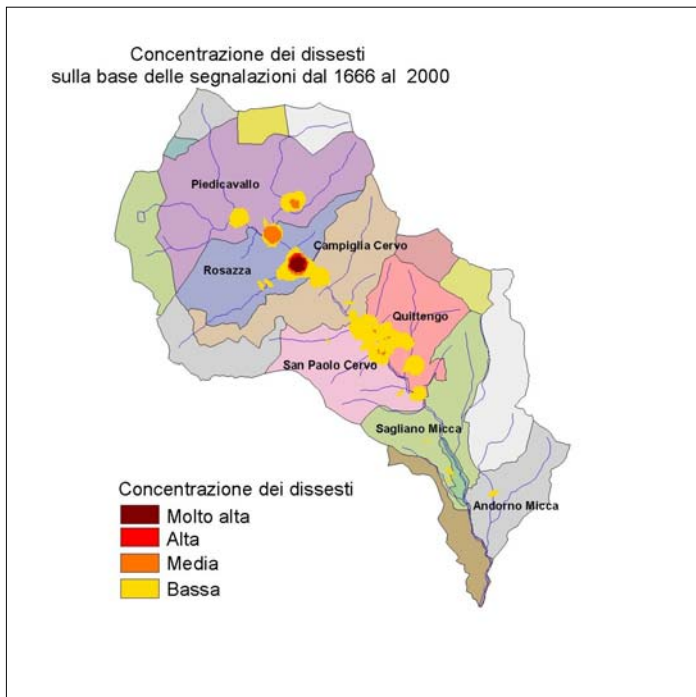 Concentrazione dei dissesti
sulla base delle segnalazioni dal 1666 al 2000
Piedicavallo
Campiglia Cervo
Rosazza
Quittengo
San Paolo Cervo
Sagliano Micca
Andorno Micca
Concentrazione dei dissesti
Molto alta
Alta
Media
Bassa